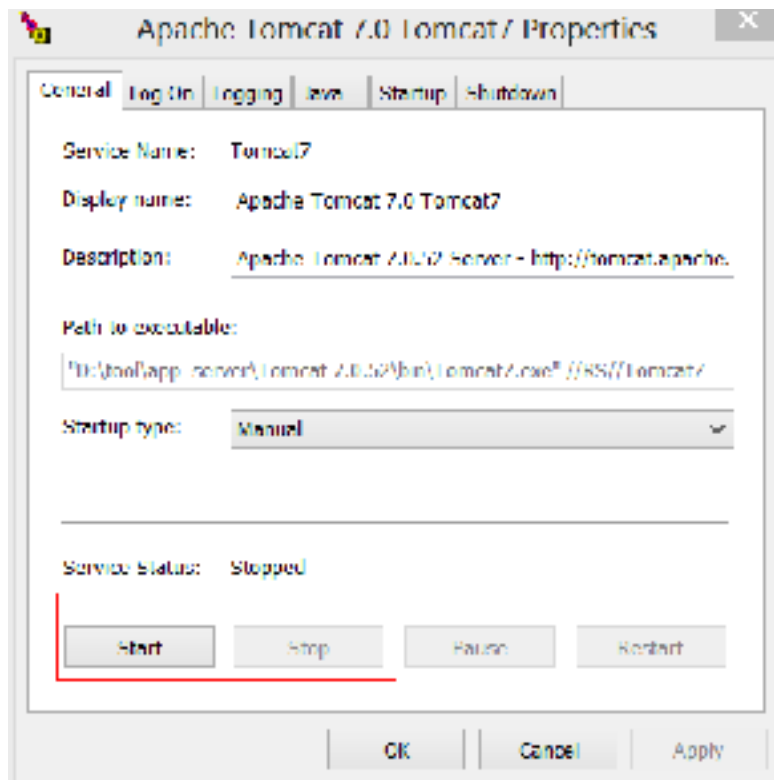 Apache Tomcat 7.0 Tomcat7 Properties
General Log On Logging Java Startup Shutdown
Service Name: Tomcat7
Display name: Apache Tomcat 7.0 Tomcat7
Description: Apache Tomcat 7.0.52 Server - http://tomcat.apache.
Path to executable:
"D:\tool\app_server\Tomcat 7.0.52\bin\Tomcat7.exe" //RS//Tomcat7
Startup type: Manual
Service Status: Stopped
Start Stop Pause Restart
OK Cancel Apply